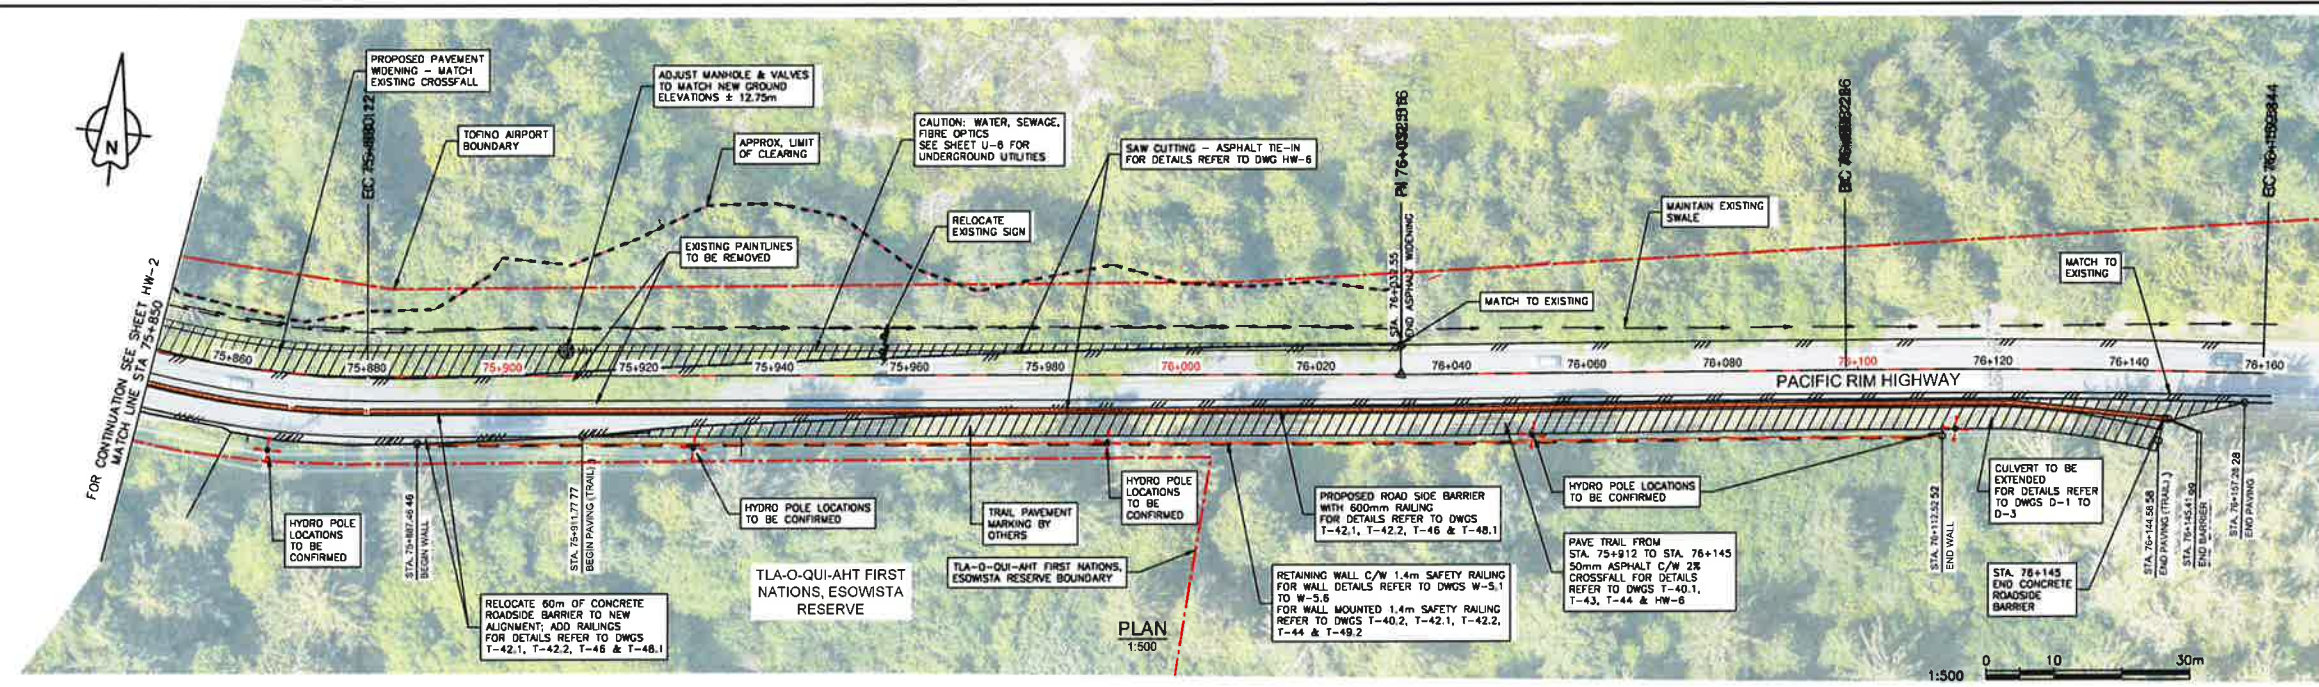 PROPOSED PAVEMENT
WIDENING - MATCH
EXISTING CROSSFALL
ADJUST MANHOLE & VALVES
TO MATCH NEW GROUND
ELEVATIONS ± 12.75m
TOFINO AIRPORT
BOUNDARY
APPROX. LIMIT
OF CLEARING
CAUTION: WATER, SEWAGE,
FIBRE OPTICS
SEE SHEET U-6 FOR
UNDERGROUND UTILITIES
SAW CUTTING - ASPHALT TIE-IN
FOR DETAILS REFER TO DWG HW-6
RELOCATE
EXISTING SIGN
EXISTING PAINTLINES
TO BE REMOVED
MAINTAIN EXISTING
SWALE
MATCH TO
EXISTING
MATCH TO EXISTING
STA. 76+032.55
END ASPHALT WIDENING
N
FOR CONTINUATION SEE SHEET HW-2
MATCH LINE STA 75+850
75+860
75+880
75+900
75+920
75+940
75+960
75+980
76+000
76+020
76+040
76+060
76+080
76+100
76+120
76+140
76+160
PACIFIC RIM HIGHWAY
HYDRO POLE
LOCATIONS
TO BE
CONFIRMED
STA. 75+887.46
BEGIN WALL
STA. 75+911.77
BEGIN PAVING (TRAIL)
RELOCATE 60m OF CONCRETE
ROADSIDE BARRIER TO NEW
ALIGNMENT; ADD RAILINGS
FOR DETAILS REFER TO DWGS
T-42.1, T-42.2, T-46 & T-48.1
HYDRO POLE LOCATIONS
TO BE CONFIRMED
TLA-O-QUI-AHT FIRST
NATIONS, ESOWISTA
RESERVE
TRAIL PAVEMENT
MARKING BY
OTHERS
TLA-O-QUI-AHT FIRST NATIONS,
ESOWISTA RESERVE BOUNDARY
HYDRO POLE
LOCATIONS
TO BE
CONFIRMED
PLAN
1:500
PROPOSED ROAD SIDE BARRIER
WITH 600mm RAILING
FOR DETAILS REFER TO DWGS
T-42.1, T-42.2, T-46 & T-48.1
RETAINING WALL C/W 1.4m SAFETY RAILING
FOR WALL DETAILS REFER TO DWGS W-5.1
TO W-5.6
FOR WALL MOUNTED 1.4m SAFETY RAILING
REFER TO DWGS T-40.2, T-42.1, T-42.2,
T-44 & T-49.2
HYDRO POLE LOCATIONS
TO BE CONFIRMED
PAVE TRAIL FROM
STA. 75+912 TO STA. 76+145
50mm ASPHALT C/W 2%
CROSSFALL FOR DETAILS
REFER TO DWGS T-40.1,
T-43, T-44 & HW-6
STA. 76+112.52
END WALL
CULVERT TO BE
EXTENDED
FOR DETAILS REFER
TO DWGS D-1 TO
D-3
STA. 76+145
END CONCRETE
ROADSIDE
BARRIER
STA. 76+144.58
END PAVING (TRAIL)
END BARRIER
END PAVING
1:500
0 10 30m